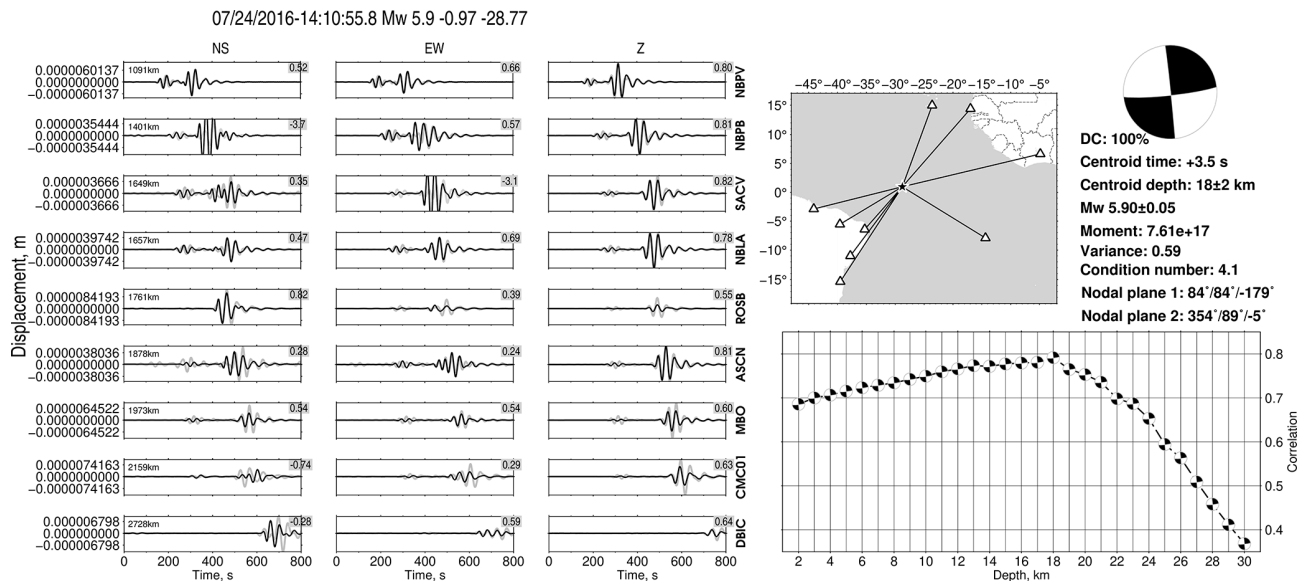 07/24/2016-14:10:55.8 Mw 5.9 -0.97 -28.77
NS EW Z
Displacement, m
0.0000060137
0.0000000000
−0.0000060137
1091km 0.52 0.66 0.80 NBPV
0.0000035444
0.0000000000
−0.0000035444
1401km -3.7 0.57 0.81 NBPB
0.000003666
0.000000000
−0.000003666
1649km 0.35 -3.1 0.82 SACV
0.0000039742
0.0000000000
−0.0000039742
1657km 0.47 0.69 0.78 NBLA
0.0000084193
0.0000000000
−0.0000084193
1761km 0.82 0.39 0.55 ROSB
0.0000038036
0.0000000000
−0.0000038036
1878km 0.28 0.24 0.81 ASCN
0.0000064522
0.0000000000
−0.0000064522
1973km 0.54 0.54 0.60 MBO
0.0000074163
0.0000000000
−0.0000074163
2159km -0.74 0.29 0.63 CMC01
0.000006798
0.000000000
−0.000006798
2728km -0.28 0.59 0.64 DBIC
0 200 400 600 800 0 200 400 600 800 0 200 400 600 800
Time, s Time, s Time, s
−45° −40° −35° −30° −25° −20° −15° −10° −5°
15°
10°
5°
0°
−5°
−10°
−15°
DC: 100%
Centroid time: +3.5 s
Centroid depth: 18±2 km
Mw 5.90±0.05
Moment: 7.61e+17
Variance: 0.59
Condition number: 4.1
Nodal plane 1: 84°/84°/-179°
Nodal plane 2: 354°/89°/-5°
0.8
0.7
0.6
0.5
0.4
Correlation
2 4 6 8 10 12 14 16 18 20 22 24 26 28 30
Depth, km